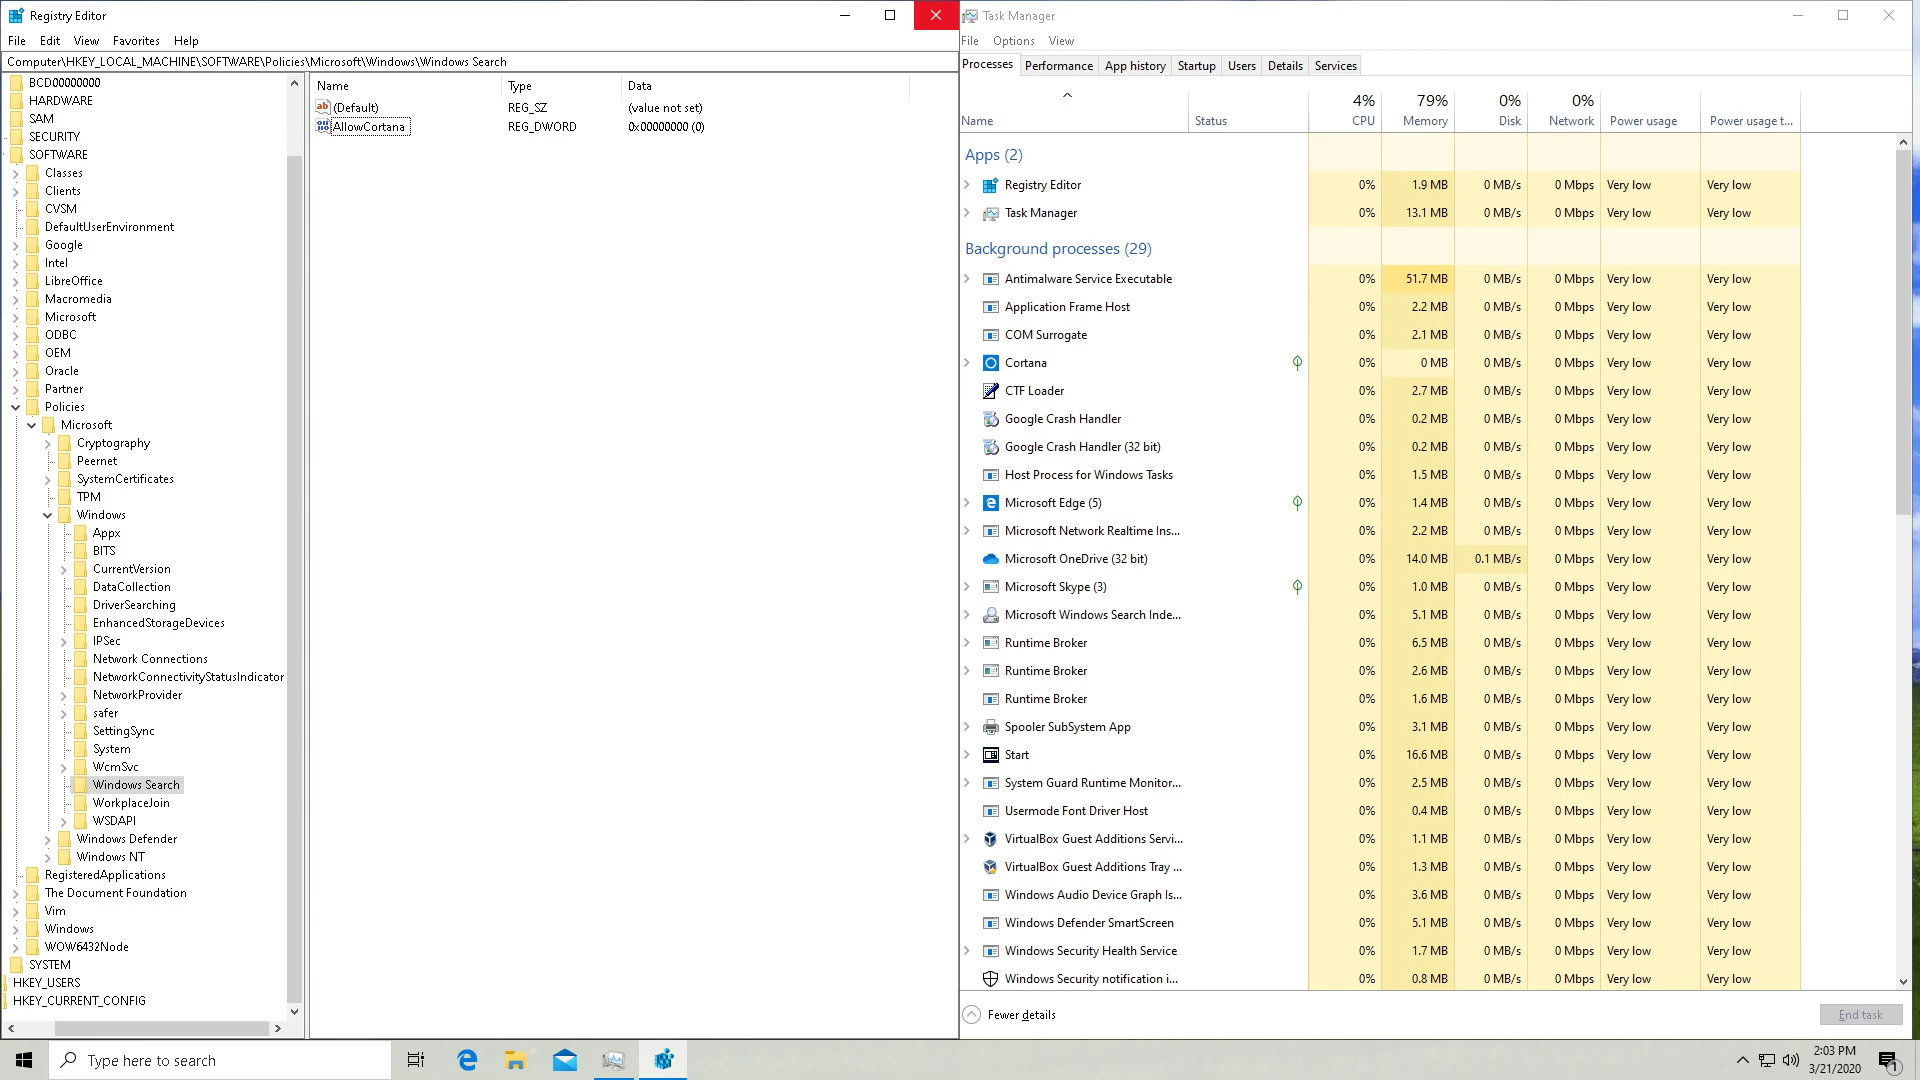 Registry Editor
File Edit View Favorites Help
Computer\HKEY_LOCAL_MACHINE\SOFTWARE\Policies\Microsoft\Windows\Windows Search
BCD00000000
HARDWARE
SAM
SECURITY
SOFTWARE
Classes
Clients
CVSM
DefaultUserEnvironment
Google
Intel
LibreOffice
Macromedia
Microsoft
ODBC
OEM
Oracle
Partner
Policies
Microsoft
Cryptography
Peernet
SystemCertificates
TPM
Windows
Appx
BITS
CurrentVersion
DataCollection
DriverSearching
EnhancedStorageDevices
IPSec
Network Connections
NetworkConnectivityStatusIndicator
NetworkProvider
safer
SettingSync
System
WcmSvc
Windows Search
WorkplaceJoin
WSDAPI
Windows Defender
Windows NT
RegisteredApplications
The Document Foundation
Vim
Windows
WOW6432Node
SYSTEM
HKEY_USERS
HKEY_CURRENT_CONFIG
Name Type Data
(Default) REG_SZ (value not set)
AllowCortana REG_DWORD 0x00000000 (0)
Task Manager
File Options View
Processes Performance App history Startup Users Details Services
4% 79% 0% 0%
Name Status CPU Memory Disk Network Power usage Power usage t...
Apps (2)
Registry Editor 0% 1.9 MB 0 MB/s 0 Mbps Very low Very low
Task Manager 0% 13.1 MB 0 MB/s 0 Mbps Very low Very low
Background processes (29)
Antimalware Service Executable 0% 51.7 MB 0 MB/s 0 Mbps Very low Very low
Application Frame Host 0% 2.2 MB 0 MB/s 0 Mbps Very low Very low
COM Surrogate 0% 2.1 MB 0 MB/s 0 Mbps Very low Very low
Cortana 0% 0 MB 0 MB/s 0 Mbps Very low Very low
CTF Loader 0% 2.7 MB 0 MB/s 0 Mbps Very low Very low
Google Crash Handler 0% 0.2 MB 0 MB/s 0 Mbps Very low Very low
Google Crash Handler (32 bit) 0% 0.2 MB 0 MB/s 0 Mbps Very low Very low
Host Process for Windows Tasks 0% 1.5 MB 0 MB/s 0 Mbps Very low Very low
Microsoft Edge (5) 0% 1.4 MB 0 MB/s 0 Mbps Very low Very low
Microsoft Network Realtime Ins... 0% 2.2 MB 0 MB/s 0 Mbps Very low Very low
Microsoft OneDrive (32 bit) 0% 14.0 MB 0.1 MB/s 0 Mbps Very low Very low
Microsoft Skype (3) 0% 1.0 MB 0 MB/s 0 Mbps Very low Very low
Microsoft Windows Search Inde... 0% 5.1 MB 0 MB/s 0 Mbps Very low Very low
Runtime Broker 0% 6.5 MB 0 MB/s 0 Mbps Very low Very low
Runtime Broker 0% 2.6 MB 0 MB/s 0 Mbps Very low Very low
Runtime Broker 0% 1.6 MB 0 MB/s 0 Mbps Very low Very low
Spooler SubSystem App 0% 3.1 MB 0 MB/s 0 Mbps Very low Very low
Start 0% 16.6 MB 0 MB/s 0 Mbps Very low Very low
System Guard Runtime Monitor... 0% 2.5 MB 0 MB/s 0 Mbps Very low Very low
Usermode Font Driver Host 0% 0.4 MB 0 MB/s 0 Mbps Very low Very low
VirtualBox Guest Additions Servi... 0% 1.1 MB 0 MB/s 0 Mbps Very low Very low
VirtualBox Guest Additions Tray ... 0% 1.3 MB 0 MB/s 0 Mbps Very low Very low
Windows Audio Device Graph Is... 0% 3.6 MB 0 MB/s 0 Mbps Very low Very low
Windows Defender SmartScreen 0% 5.1 MB 0 MB/s 0 Mbps Very low Very low
Windows Security Health Service 0% 1.7 MB 0 MB/s 0 Mbps Very low Very low
Windows Security notification i... 0% 0.8 MB 0 MB/s 0 Mbps Very low Very low
Fewer details End task
Type here to search
2:03 PM
3/21/2020
1